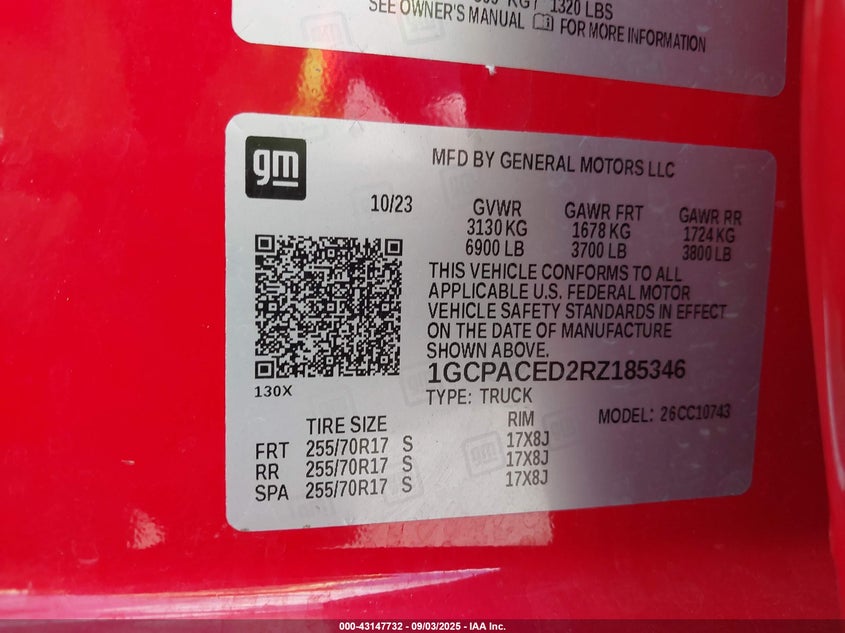 KG / 1320 LBS
SEE OWNER'S MANUAL FOR MORE INFORMATION
gm
MFD BY GENERAL MOTORS LLC
10/23
GVWR GAWR FRT GAWR RR
3130 KG 1678 KG 1724 KG
6900 LB 3700 LB 3800 LB
THIS VEHICLE CONFORMS TO ALL
APPLICABLE U.S. FEDERAL MOTOR
VEHICLE SAFETY STANDARDS IN EFFECT
ON THE DATE OF MANUFACTURE
SHOWN ABOVE.
1GCPACED2RZ185346
130X
TYPE: TRUCK MODEL: 26CC10743
TIRE SIZE RIM
FRT 255/70R17 S 17X8J
RR 255/70R17 S 17X8J
SPA 255/70R17 S 17X8J
gm
000-43147732 - 09/03/2025 - IAA Inc.